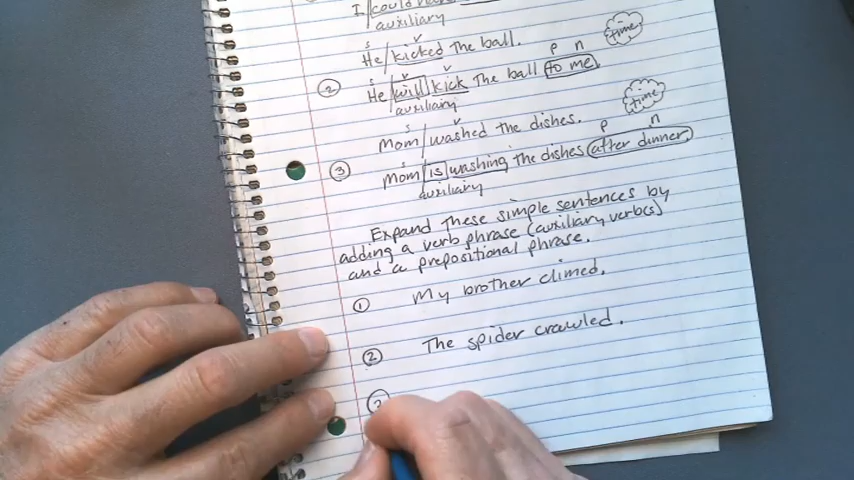 I could have
auxiliary
s v
He / kicked the ball.
p n time
s v v
② He / will kick the ball to me.
auxiliary
s v
Mom / washed the dishes. time
s p n
③ Mom is washing the dishes after dinner
auxiliary
Expand these simple sentences by
adding a verb phrase (auxiliary verb(s)
and a prepositional phrase.
① My brother climed.
② The spider crawled.